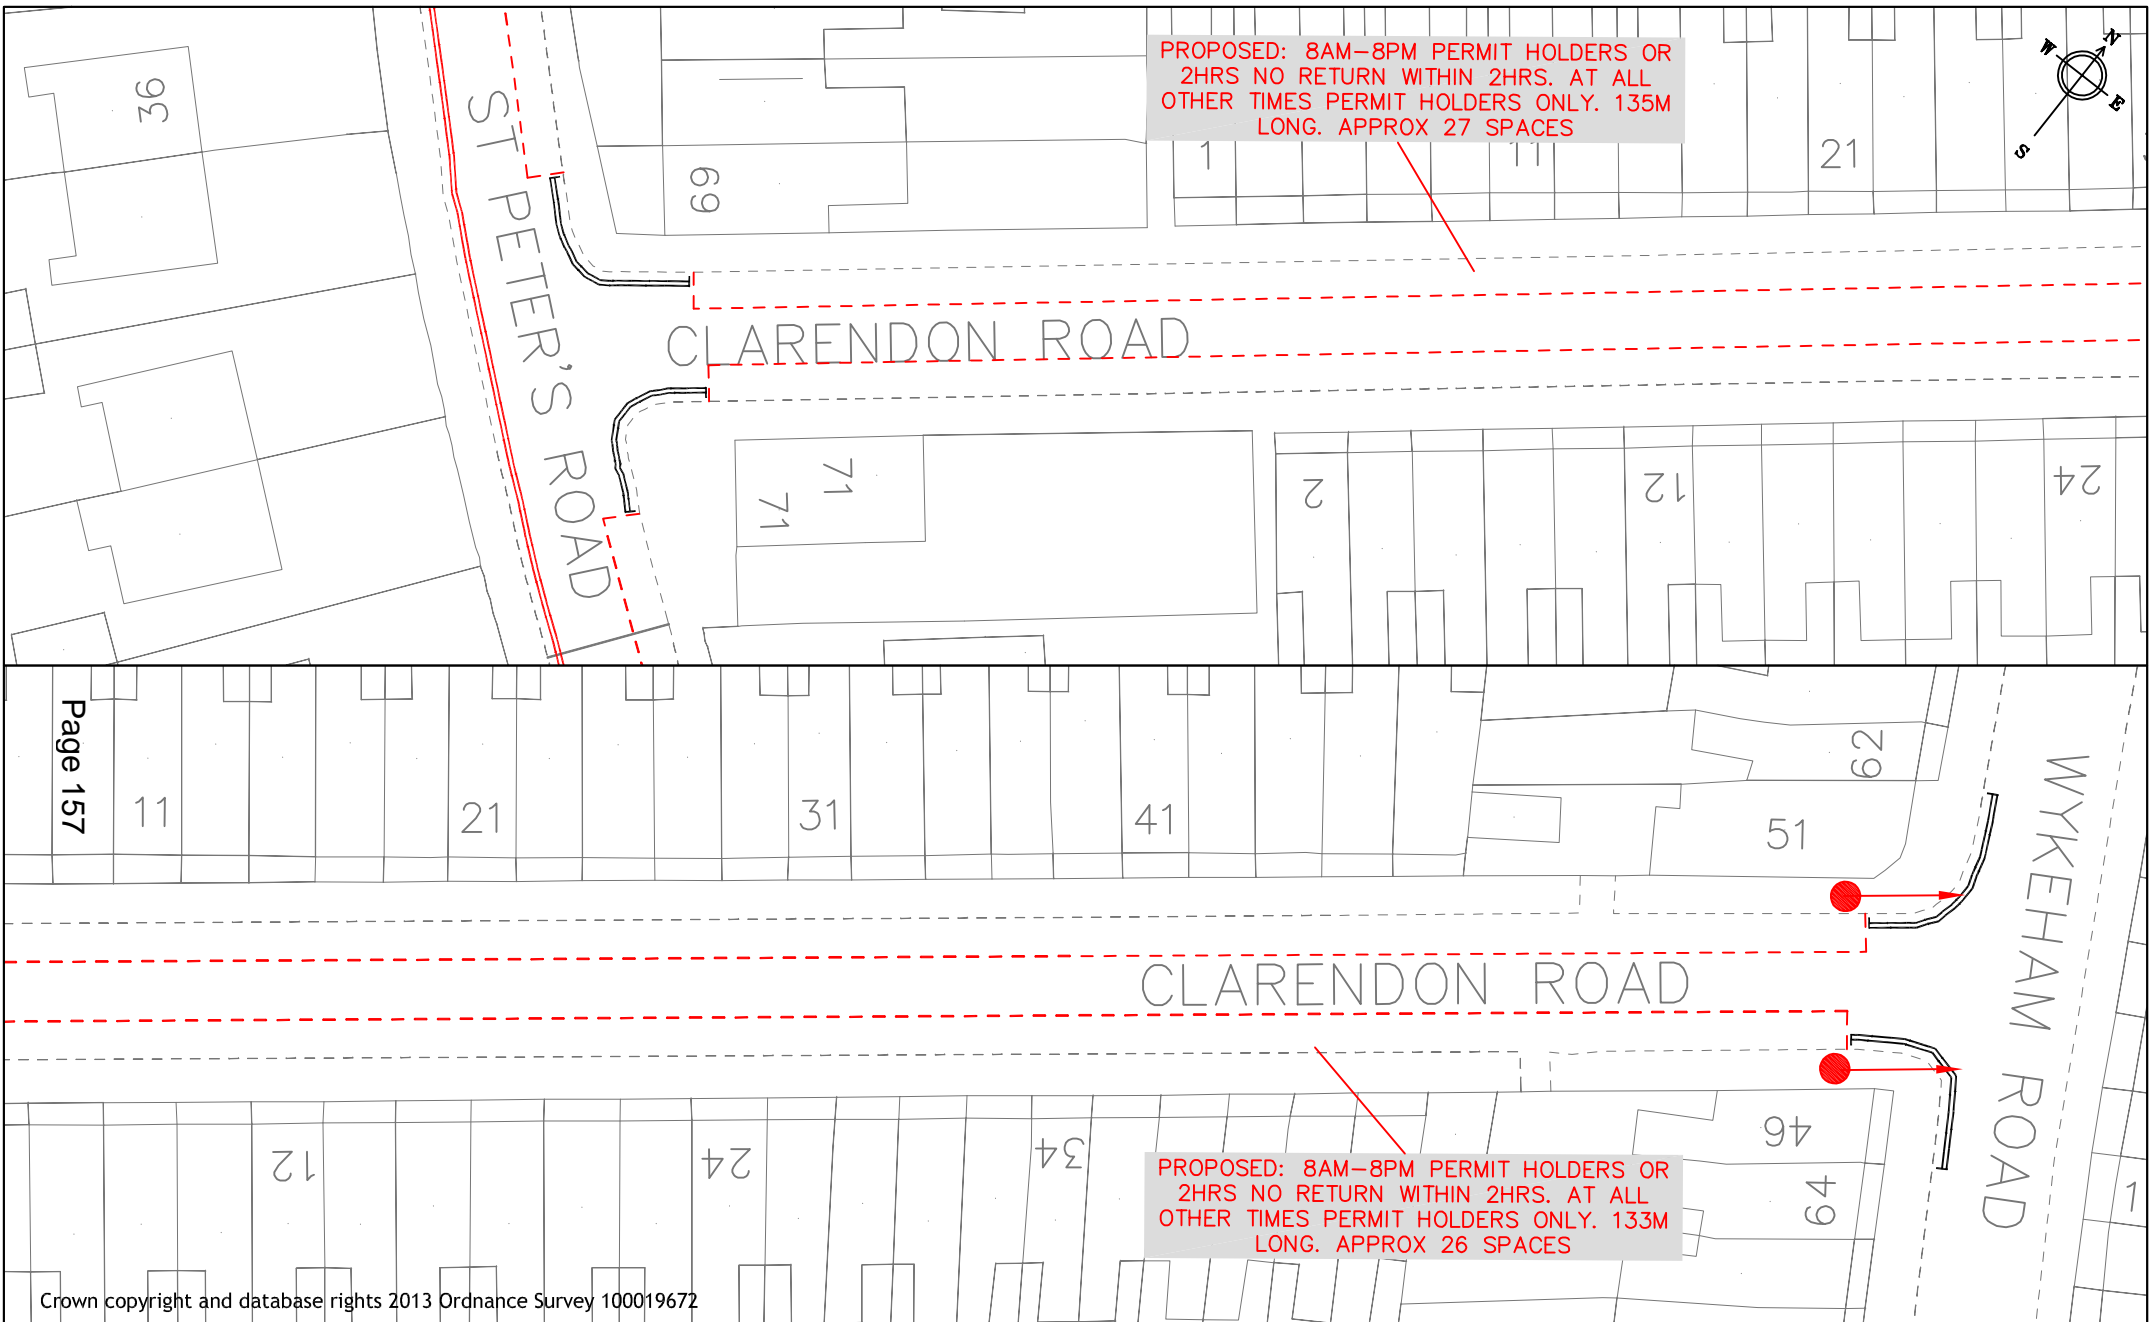 PROPOSED: 8AM–8PM PERMIT HOLDERS OR
2HRS NO RETURN WITHIN 2HRS. AT ALL
OTHER TIMES PERMIT HOLDERS ONLY. 135M
LONG. APPROX 27 SPACES
N
W
E
S
36
69
1
11
21
ST PETER'S ROAD
CLARENDON ROAD
71
71
2
12
24
Page 157
11
21
31
41
51
62
WYKEHAM ROAD
CLARENDON ROAD
12
24
34
46
64
1
PROPOSED: 8AM–8PM PERMIT HOLDERS OR
2HRS NO RETURN WITHIN 2HRS. AT ALL
OTHER TIMES PERMIT HOLDERS ONLY. 133M
LONG. APPROX 26 SPACES
Crown copyright and database rights 2013 Ordnance Survey 100019672